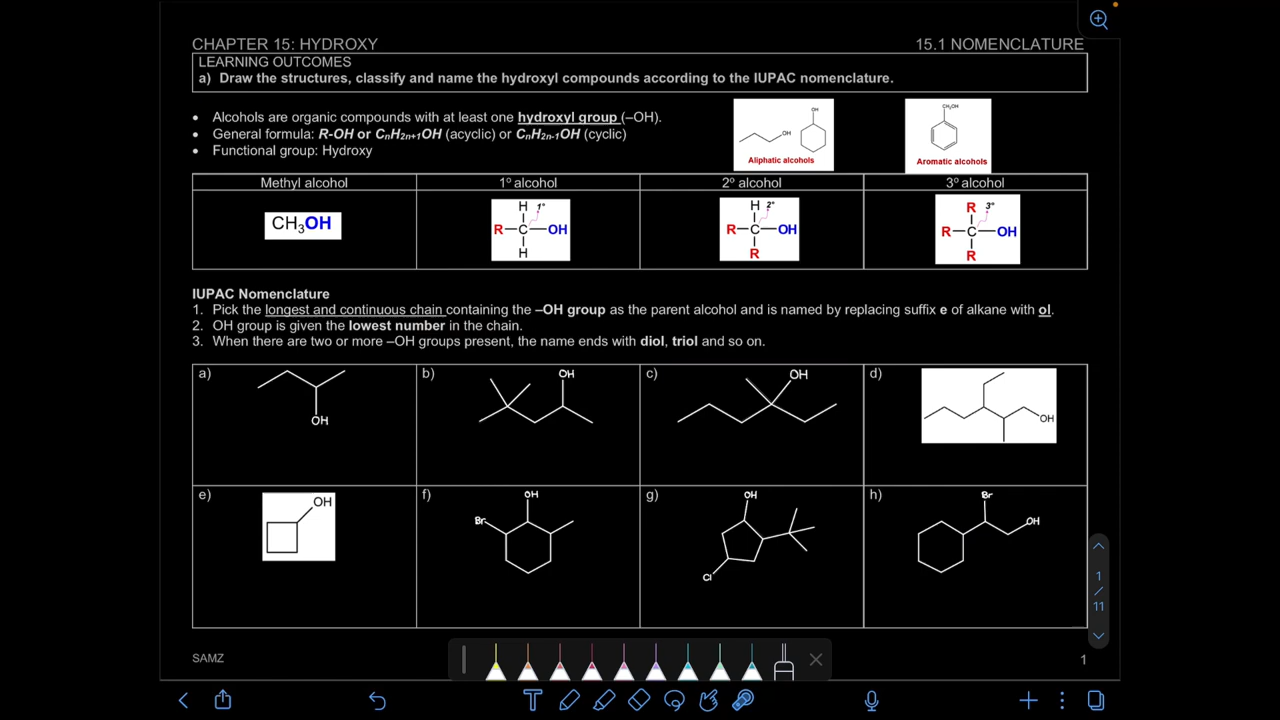 CHAPTER 15: HYDROXY
15.1 NOMENCLATURE
LEARNING OUTCOMES
a) Draw the structures, classify and name the hydroxyl compounds according to the IUPAC nomenclature.
• Alcohols are organic compounds with at least one hydroxyl group (–OH).
• General formula: R-OH or CnH2n+1OH (acyclic) or CnH2n-1OH (cyclic)
• Functional group: Hydroxy
OH
OH
Aliphatic alcohols
CH2OH
Aromatic alcohols
Methyl alcohol
1º alcohol
2º alcohol
3º alcohol
CH3OH
H 1°
R–C–OH
H
H 2°
R–C–OH
R
R 3°
R–C–OH
R
IUPAC Nomenclature
1. Pick the longest and continuous chain containing the –OH group as the parent alcohol and is named by replacing suffix e of alkane with ol.
2. OH group is given the lowest number in the chain.
3. When there are two or more –OH groups present, the name ends with diol, triol and so on.
a)
OH
b)
OH
c)
OH
d)
OH
e)
OH
f)
OH
Br
g)
OH
Cl
h)
Br
OH
SAMZ
1
1
/
11